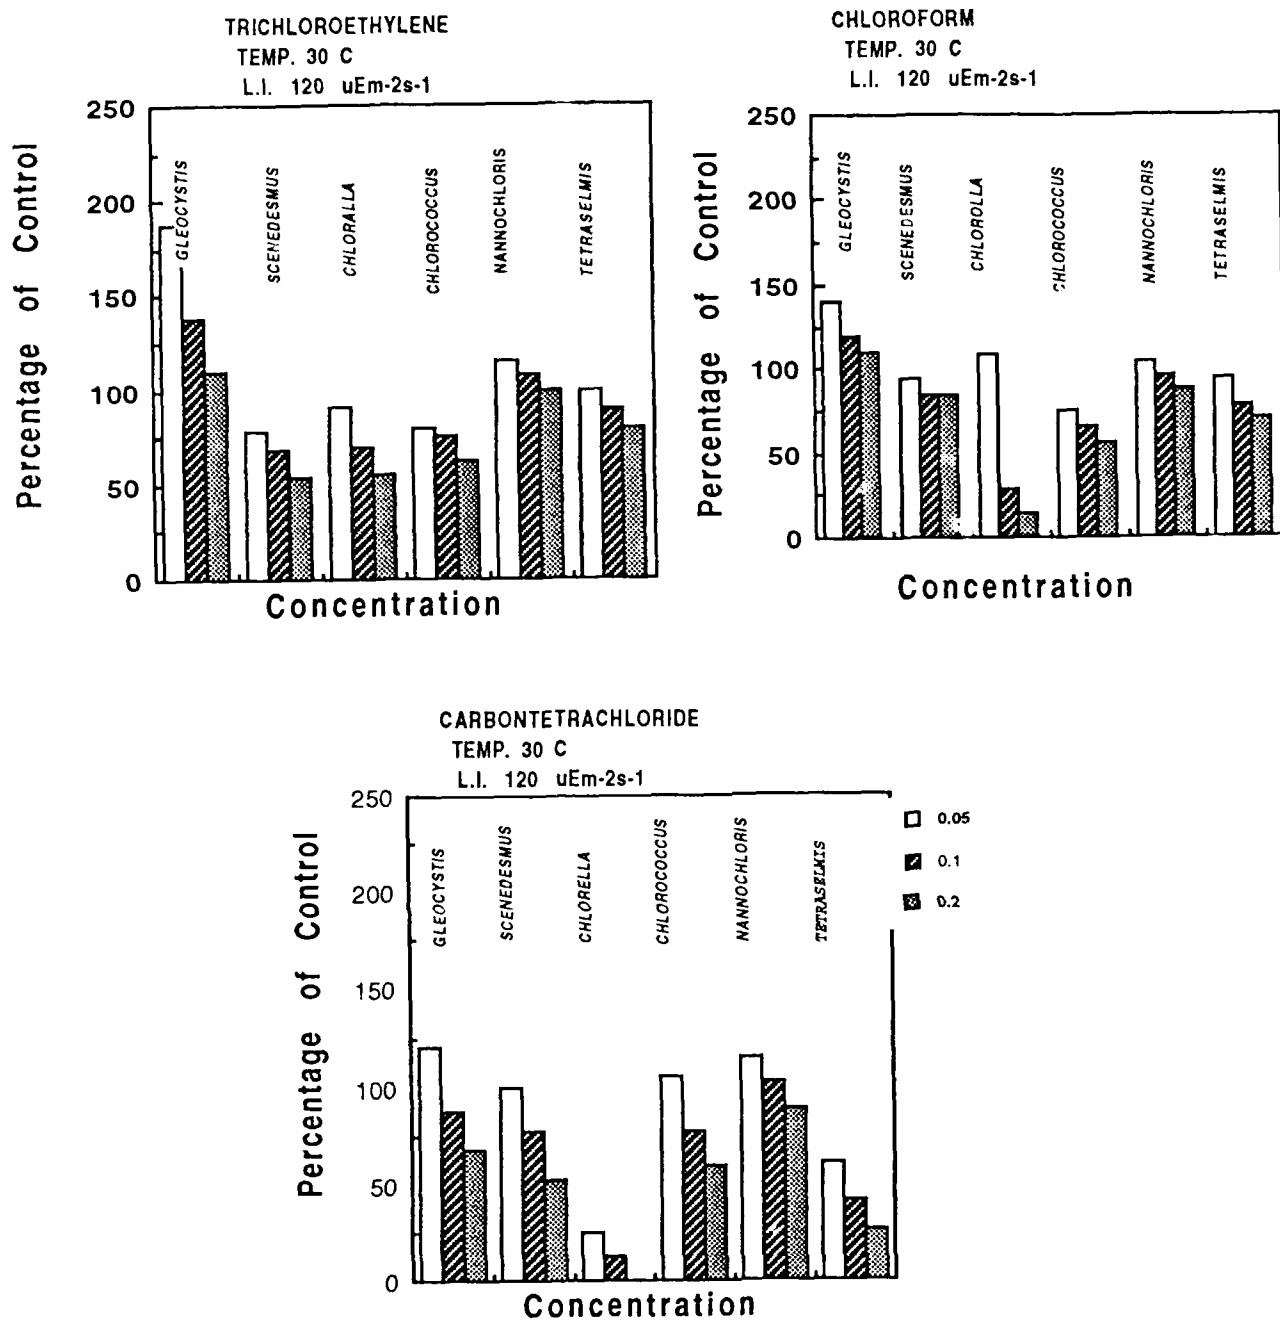 TRICHLOROETHYLENE
TEMP. 30 C
L.I. 120 uEm-2s-1
250
200
150
100
50
0
Percentage of Control
GLEOCYSTIS
SCENEDESMUS
CHLORALLA
CHLOROCOCCUS
NANNOCHLORIS
TETRASELMIS
Concentration
CHLOROFORM
TEMP. 30 C
L.I. 120 uEm-2s-1
250
200
150
100
50
0
Percentage of Control
GLEOCYSTIS
SCENEDESMUS
CHLOROLLA
CHLOROCOCCUS
NANNOCHLORIS
TETRASELMIS
Concentration
CARBONTETRACHLORIDE
TEMP. 30 C
L.I. 120 uEm-2s-1
250
200
150
100
50
0
Percentage of Control
GLEOCYSTIS
SCENEDESMUS
CHLORELLA
CHLOROCOCCUS
NANNOCHLORIS
TETRASELMIS
Concentration
0.05
0.1
0.2